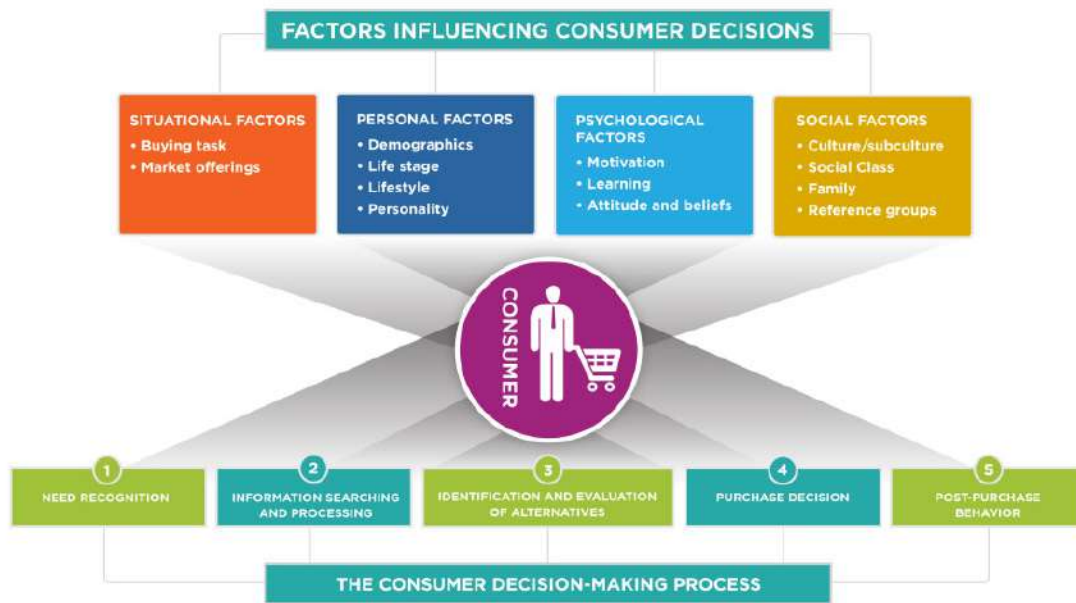 FACTORS INFLUENCING CONSUMER DECISIONS
SITUATIONAL FACTORS
• Buying task
• Market offerings
PERSONAL FACTORS
• Demographics
• Life stage
• Lifestyle
• Personality
PSYCHOLOGICAL
FACTORS
• Motivation
• Learning
• Attitude and beliefs
SOCIAL FACTORS
• Culture/subculture
• Social Class
• Family
• Reference groups
CONSUMER
1
NEED RECOGNITION
2
INFORMATION SEARCHING
AND PROCESSING
3
IDENTIFICATION AND EVALUATION
OF ALTERNATIVES
4
PURCHASE DECISION
5
POST-PURCHASE
BEHAVIOR
THE CONSUMER DECISION-MAKING PROCESS